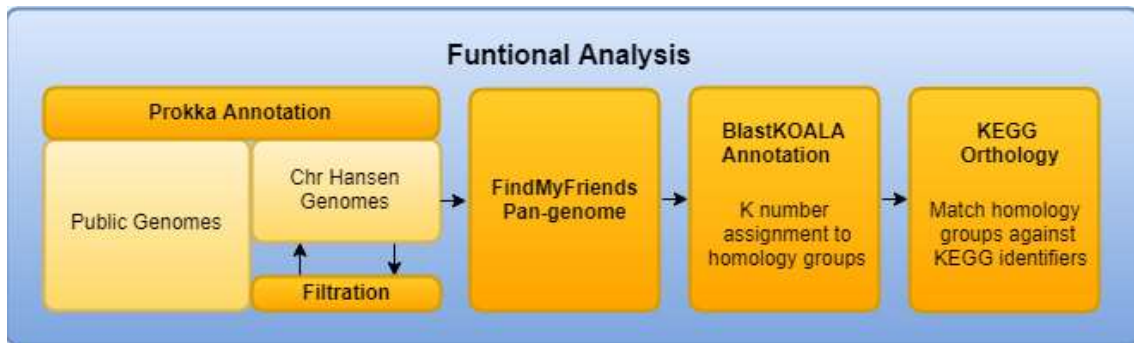 Funtional Analysis
Prokka Annotation
Public Genomes
Chr Hansen
Genomes
Filtration
FindMyFriends
Pan-genome
BlastKOALA
Annotation
K number
assignment to
homology groups
KEGG
Orthology
Match homology
groups against
KEGG identifiers